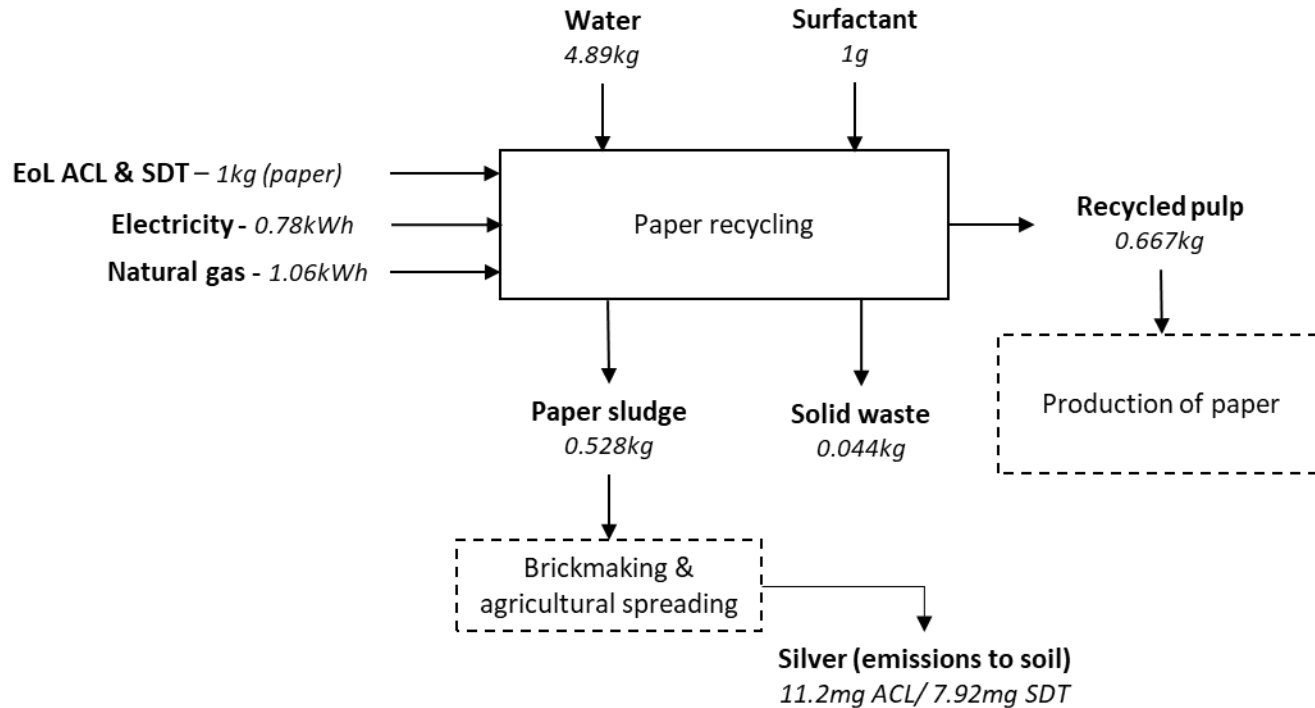 Water
4.89kg
Surfactant
1g
EoL ACL & SDT – 1kg (paper)
Electricity - 0.78kWh
Natural gas - 1.06kWh
Paper recycling
Recycled pulp
0.667kg
Production of paper
Paper sludge
0.528kg
Solid waste
0.044kg
Brickmaking &
agricultural spreading
Silver (emissions to soil)
11.2mg ACL/ 7.92mg SDT